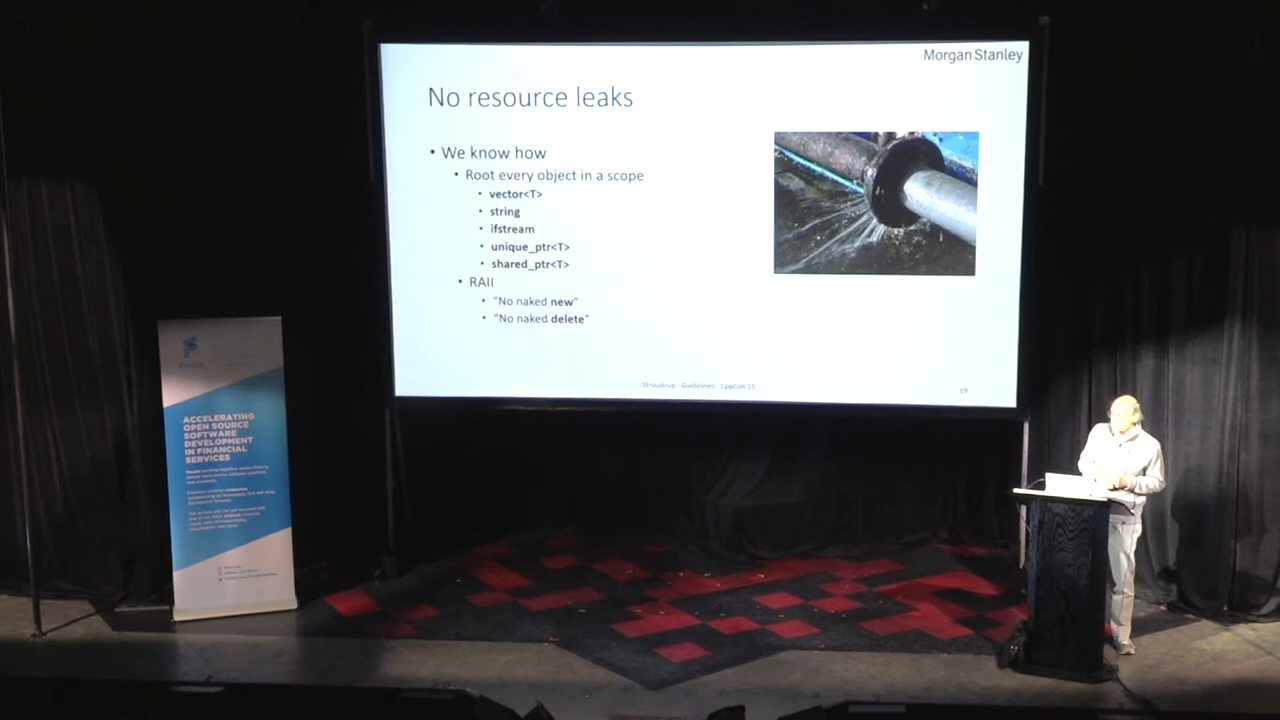 Morgan Stanley
No resource leaks
• We know how
• Root every object in a scope
• vector<T>
• string
• ifstream
• unique_ptr<T>
• shared_ptr<T>
• RAII
• "No naked new"
• "No naked delete"
Stroustrup - Guidelines - CppCon'15
19
ACCELERATING
OPEN SOURCE
SOFTWARE
DEVELOPMENT
IN FINANCIAL
SERVICES